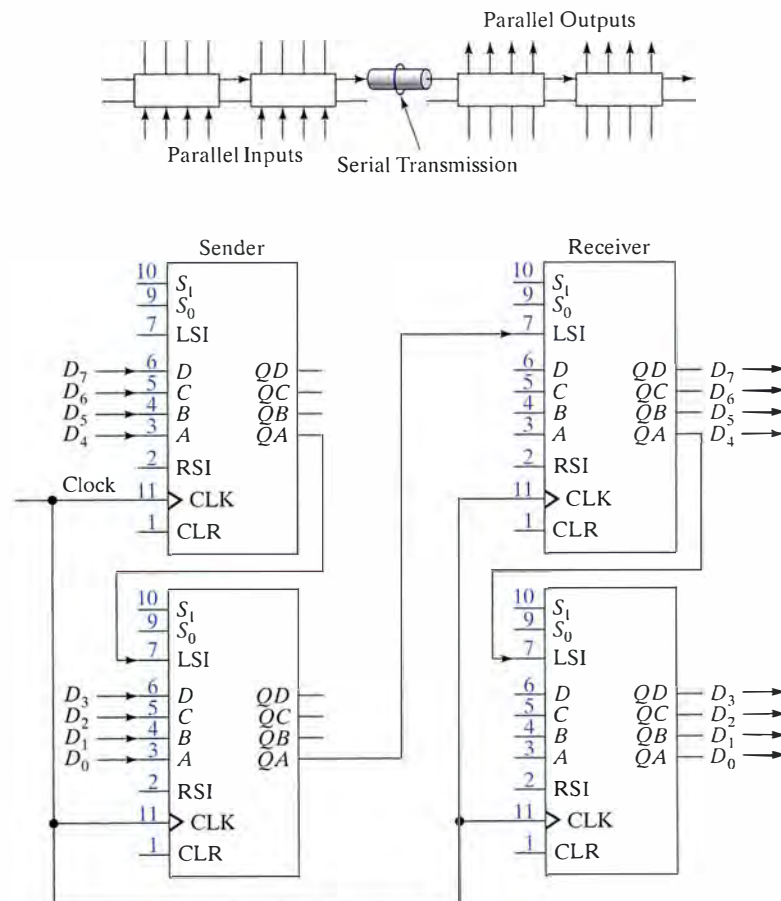 Parallel Outputs
Parallel Inputs
Serial Transmission
Sender
10 S1
9 S0
7 LSI
D7 6 D QD
D6 5 C QC
D5 4 B QB
D4 3 A QA
2 RSI
Clock 11 CLK
1 CLR
10 S1
9 S0
7 LSI
D3 6 D QD
D2 5 C QC
D1 4 B QB
D0 3 A QA
2 RSI
11 CLK
1 CLR
Receiver
10 S1
9 S0
7 LSI
6 D QD D7
5 C QC D6
4 B QB D5
3 A QA D4
2 RSI
11 CLK
1 CLR
10 S1
9 S0
7 LSI
6 D QD D3
5 C QC D2
4 B QB D1
3 A QA D0
2 RSI
11 CLK
1 CLR